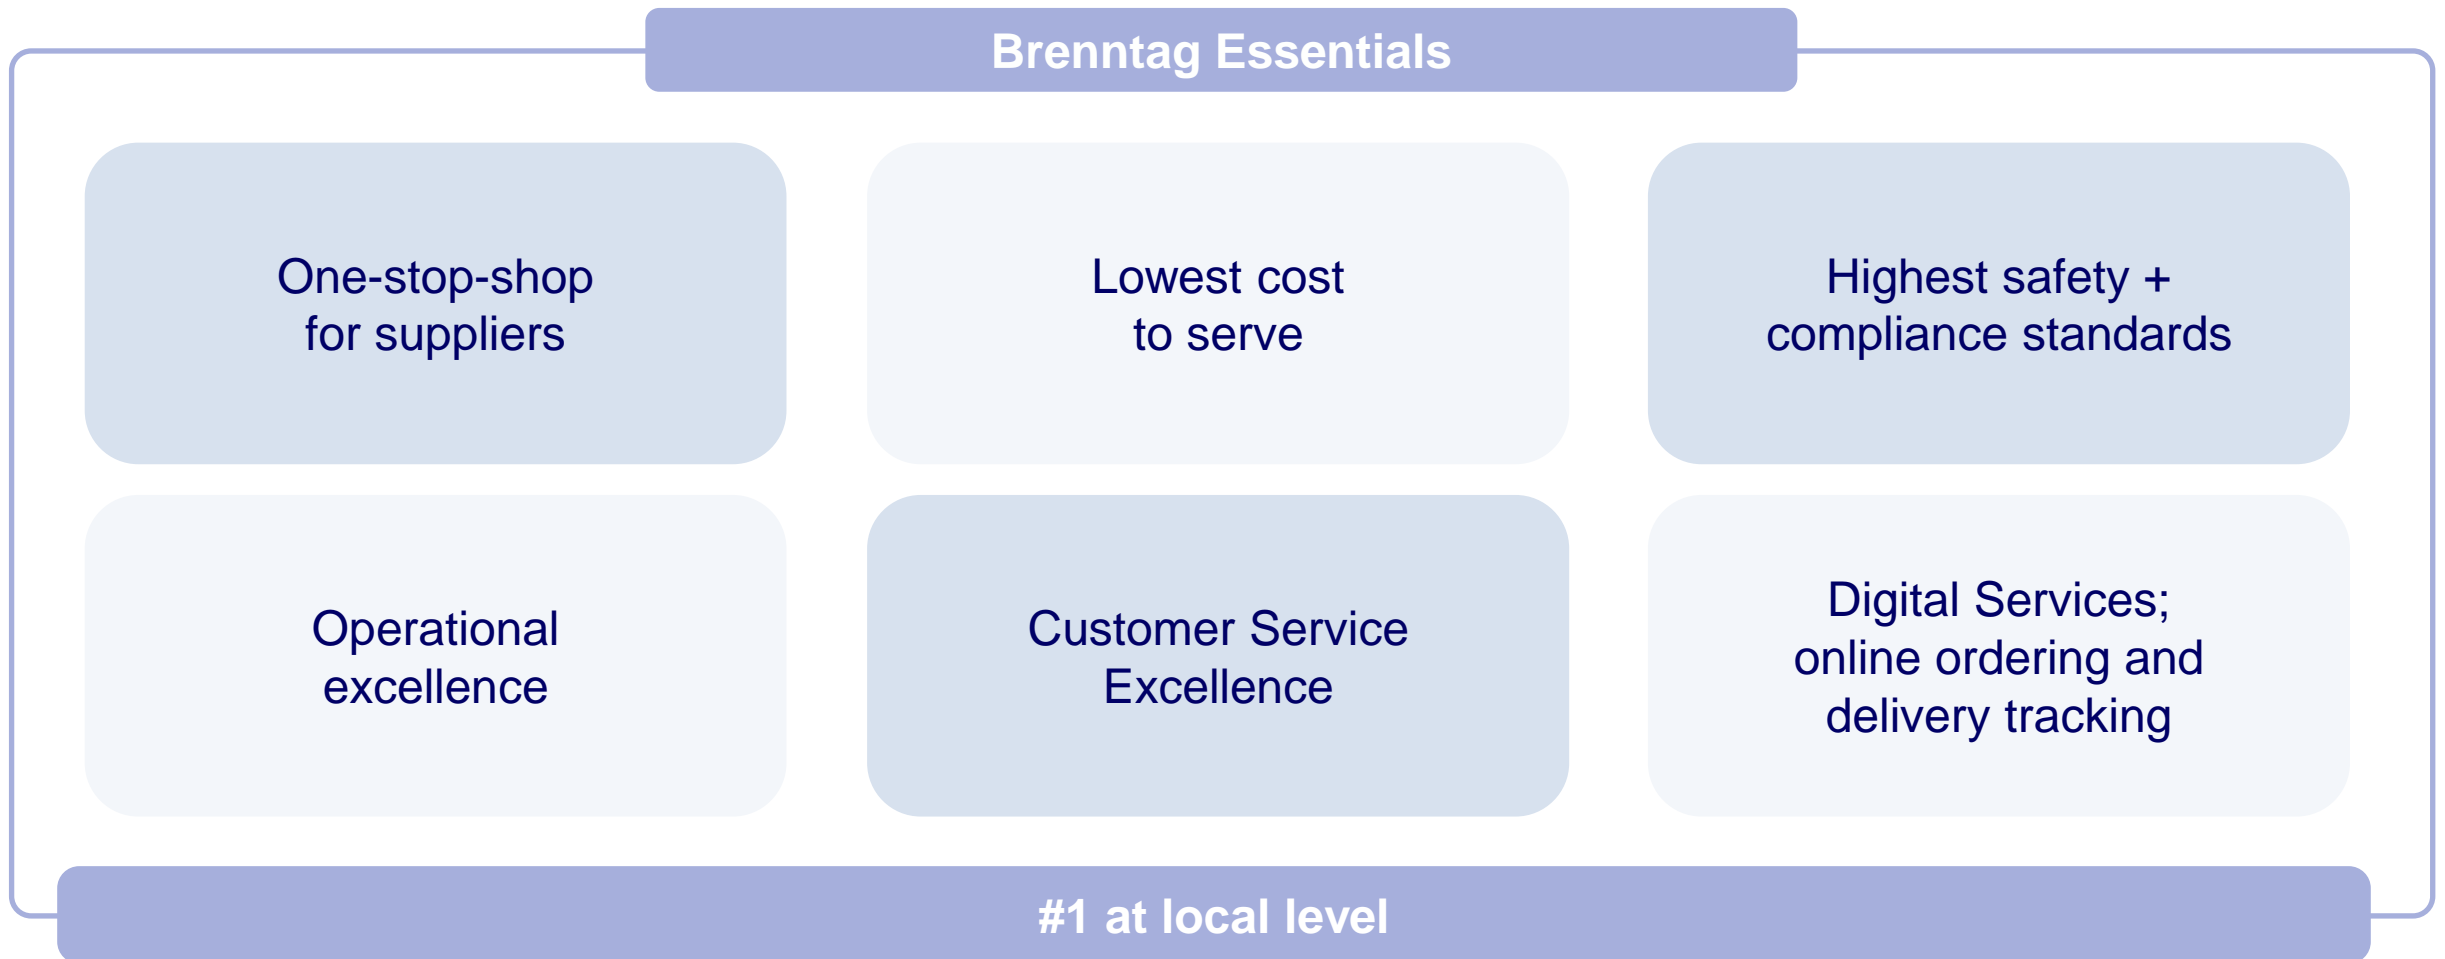 Brenntag Essentials
One-stop-shop
for suppliers
Lowest cost
to serve
Highest safety +
compliance standards
Operational
excellence
Customer Service
Excellence
Digital Services;
online ordering and
delivery tracking
#1 at local level